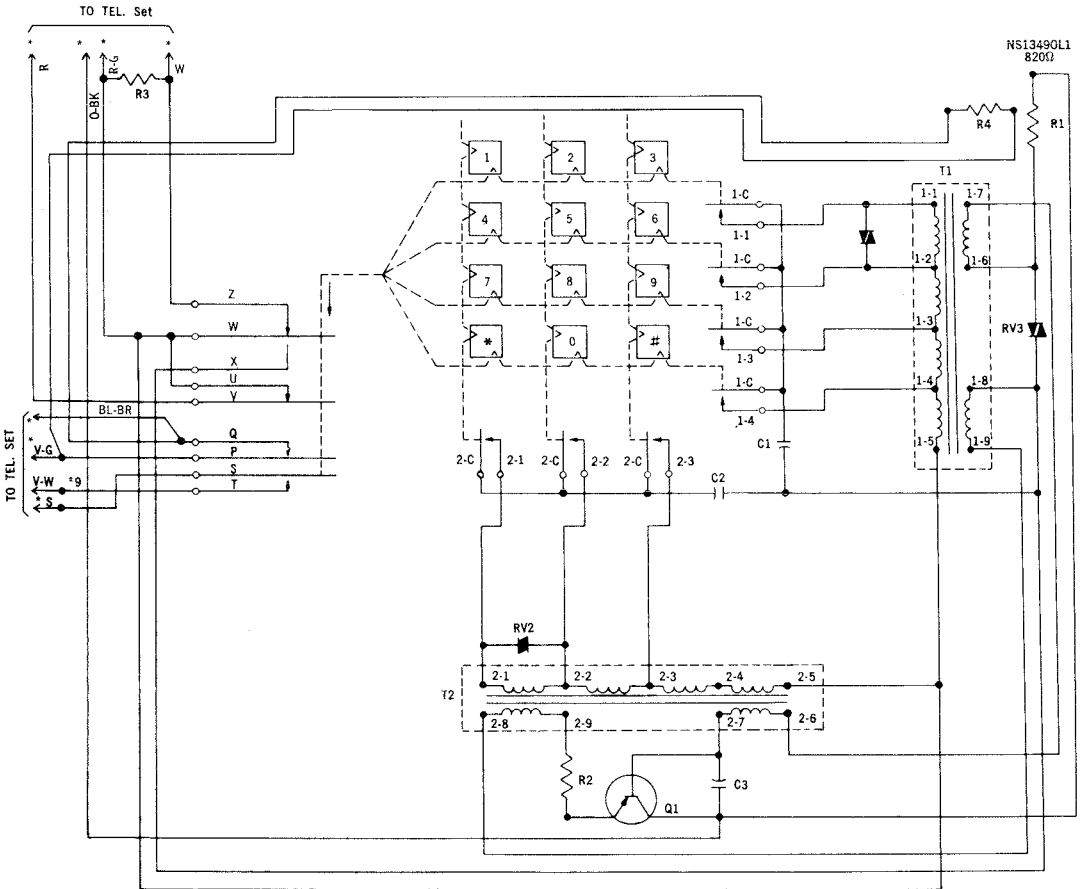 TO TEL. Set
* * * *
R
O-BK
R-G
W
R3
NS13490L1
820Ω
R4
R1
T1
1 2 3
4 5 6
7 8 9
* 0 #
1-C
1-1
1-C
1-2
1-C
1-3
1-C
1-4
1-1 1-7
1-2 1-6
1-3
RV3
1-4 1-8
1-5 1-9
C1
Z
W
X
U
V
BL-BR
*
*
Q
V-G
P
S
V-W *9
T
* S
TO TEL. SET
2-C 2-1 2-C 2-2 2-C 2-3
C2
RV2
T2
2-1 2-2 2-3 2-4 2-5
2-8 2-9 2-7 2-6
R2
Q1
C3